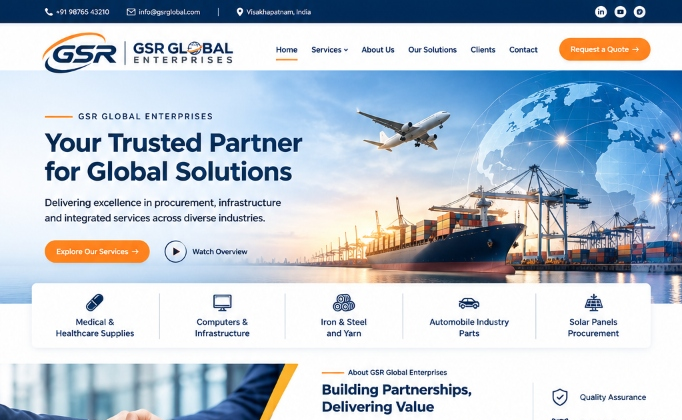 +91 98765 43210
info@gsrglobal.com
Visakhapatnam, India
GSR
GSR GLOBAL
ENTERPRISES
Home
Services
About Us
Our Solutions
Clients
Contact
Request a Quote →
GSR GLOBAL ENTERPRISES
Your Trusted Partner
for Global Solutions
Delivering excellence in procurement, infrastructure
and integrated services across diverse industries.
Explore Our Services →
Watch Overview
Medical &
Healthcare Supplies
Computers &
Infrastructure
Iron & Steel
and Yarn
Automobile Industry
Parts
Solar Panels
Procurement
About GSR Global Enterprises
Building Partnerships,
Delivering Value
Quality Assurance